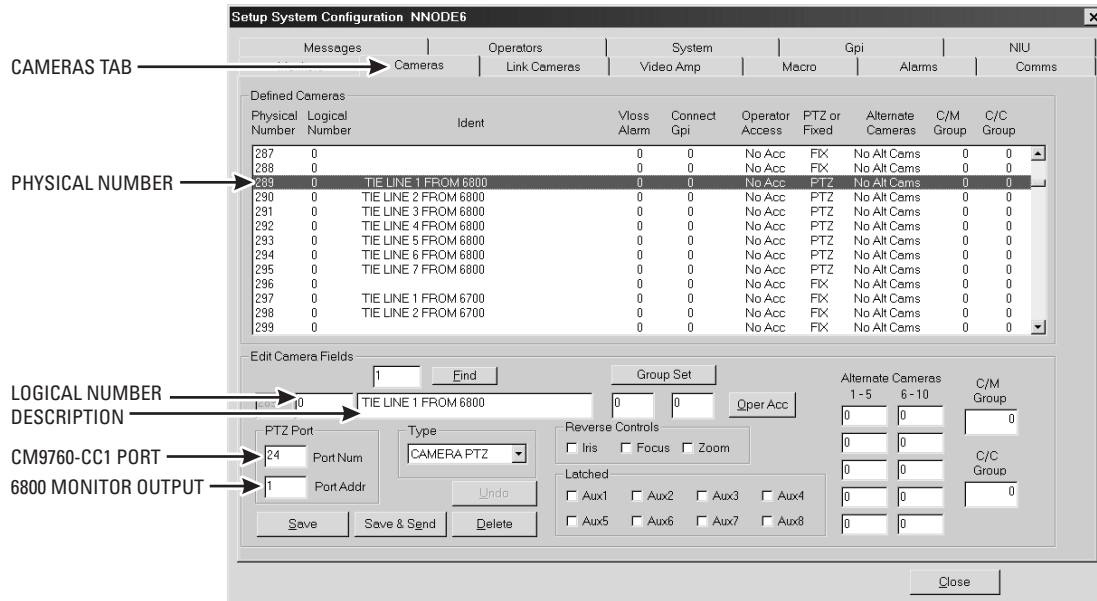 Setup System Configuration NNODE6
Messages Operators System Gpi NIU
CAMERAS TAB
Cameras Link Cameras Video Amp Macro Alarms Comms
Defined Cameras
Physical Number Logical Number Ident Vloss Alarm Connect Gpi Operator Access PTZ or Fixed Alternate Cameras C/M Group C/C Group
287 0 0 0 No Acc FIX No Alt Cams 0 0
288 0 0 0 No Acc FIX No Alt Cams 0 0
PHYSICAL NUMBER
289 0 TIE LINE 1 FROM 6800 0 0 No Acc PTZ No Alt Cams 0 0
290 0 TIE LINE 2 FROM 6800 0 0 No Acc PTZ No Alt Cams 0 0
291 0 TIE LINE 3 FROM 6800 0 0 No Acc PTZ No Alt Cams 0 0
292 0 TIE LINE 4 FROM 6800 0 0 No Acc PTZ No Alt Cams 0 0
293 0 TIE LINE 5 FROM 6800 0 0 No Acc PTZ No Alt Cams 0 0
294 0 TIE LINE 6 FROM 6800 0 0 No Acc PTZ No Alt Cams 0 0
295 0 TIE LINE 7 FROM 6800 0 0 No Acc PTZ No Alt Cams 0 0
296 0 0 0 No Acc FIX No Alt Cams 0 0
297 0 TIE LINE 1 FROM 6700 0 0 No Acc FIX No Alt Cams 0 0
298 0 TIE LINE 2 FROM 6700 0 0 No Acc FIX No Alt Cams 0 0
299 0 0 0 No Acc FIX No Alt Cams 0 0
Edit Camera Fields
1 Find Group Set
Alternate Cameras
1 - 5 6 - 10
C/M Group
LOGICAL NUMBER
DESCRIPTION
0 TIE LINE 1 FROM 6800 0 0 Oper Acc
0 0 0
PTZ Port Type Reverse Controls
CM9760-CC1 PORT
24 Port Num CAMERA PTZ
Iris Focus Zoom
0 0
C/C Group
6800 MONITOR OUTPUT
1 Port Addr
Latched
0 0
Undo
Aux1 Aux2 Aux3 Aux4
0 0 0
Save Save & Send Delete
Aux5 Aux6 Aux7 Aux8
0 0
Close